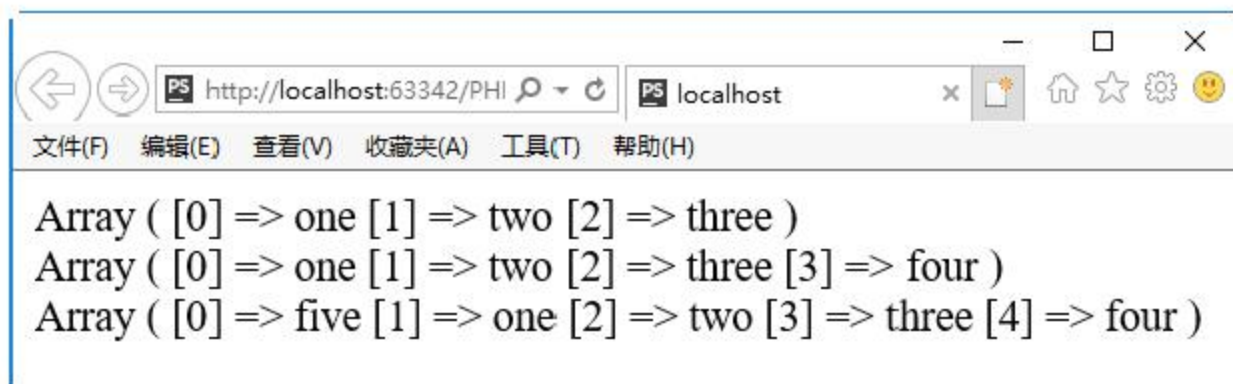 PS http://localhost:63342/PHI
PS localhost
文件(F) 编辑(E) 查看(V) 收藏夹(A) 工具(T) 帮助(H)
Array ( [0] => one [1] => two [2] => three )
Array ( [0] => one [1] => two [2] => three [3] => four )
Array ( [0] => five [1] => one [2] => two [3] => three [4] => four )